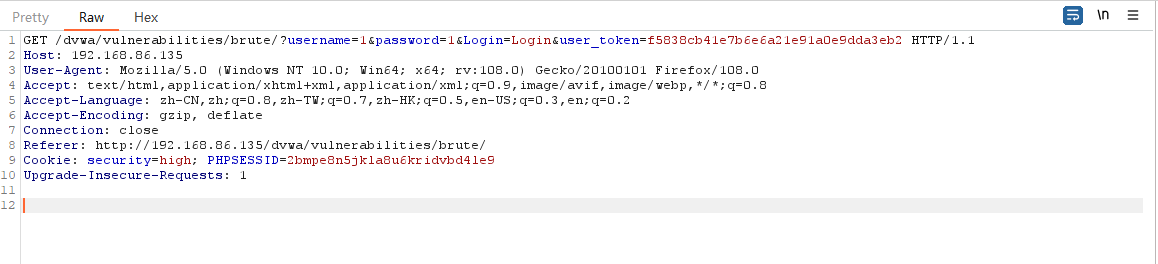 Pretty Raw Hex \n
1 GET /dvwa/vulnerabilities/brute/?username=1&password=1&Login=Login&user_token=f5838cb41e7b6e6a21e91a0e9dda3eb2 HTTP/1.1
2 Host: 192.168.86.135
3 User-Agent: Mozilla/5.0 (Windows NT 10.0; Win64; x64; rv:108.0) Gecko/20100101 Firefox/108.0
4 Accept: text/html,application/xhtml+xml,application/xml;q=0.9,image/avif,image/webp,*/*;q=0.8
5 Accept-Language: zh-CN,zh;q=0.8,zh-TW;q=0.7,zh-HK;q=0.5,en-US;q=0.3,en;q=0.2
6 Accept-Encoding: gzip, deflate
7 Connection: close
8 Referer: http://192.168.86.135/dvwa/vulnerabilities/brute/
9 Cookie: security=high; PHPSESSID=2bmpe8n5jkla8u6kridvbd4le9
10 Upgrade-Insecure-Requests: 1
11
12